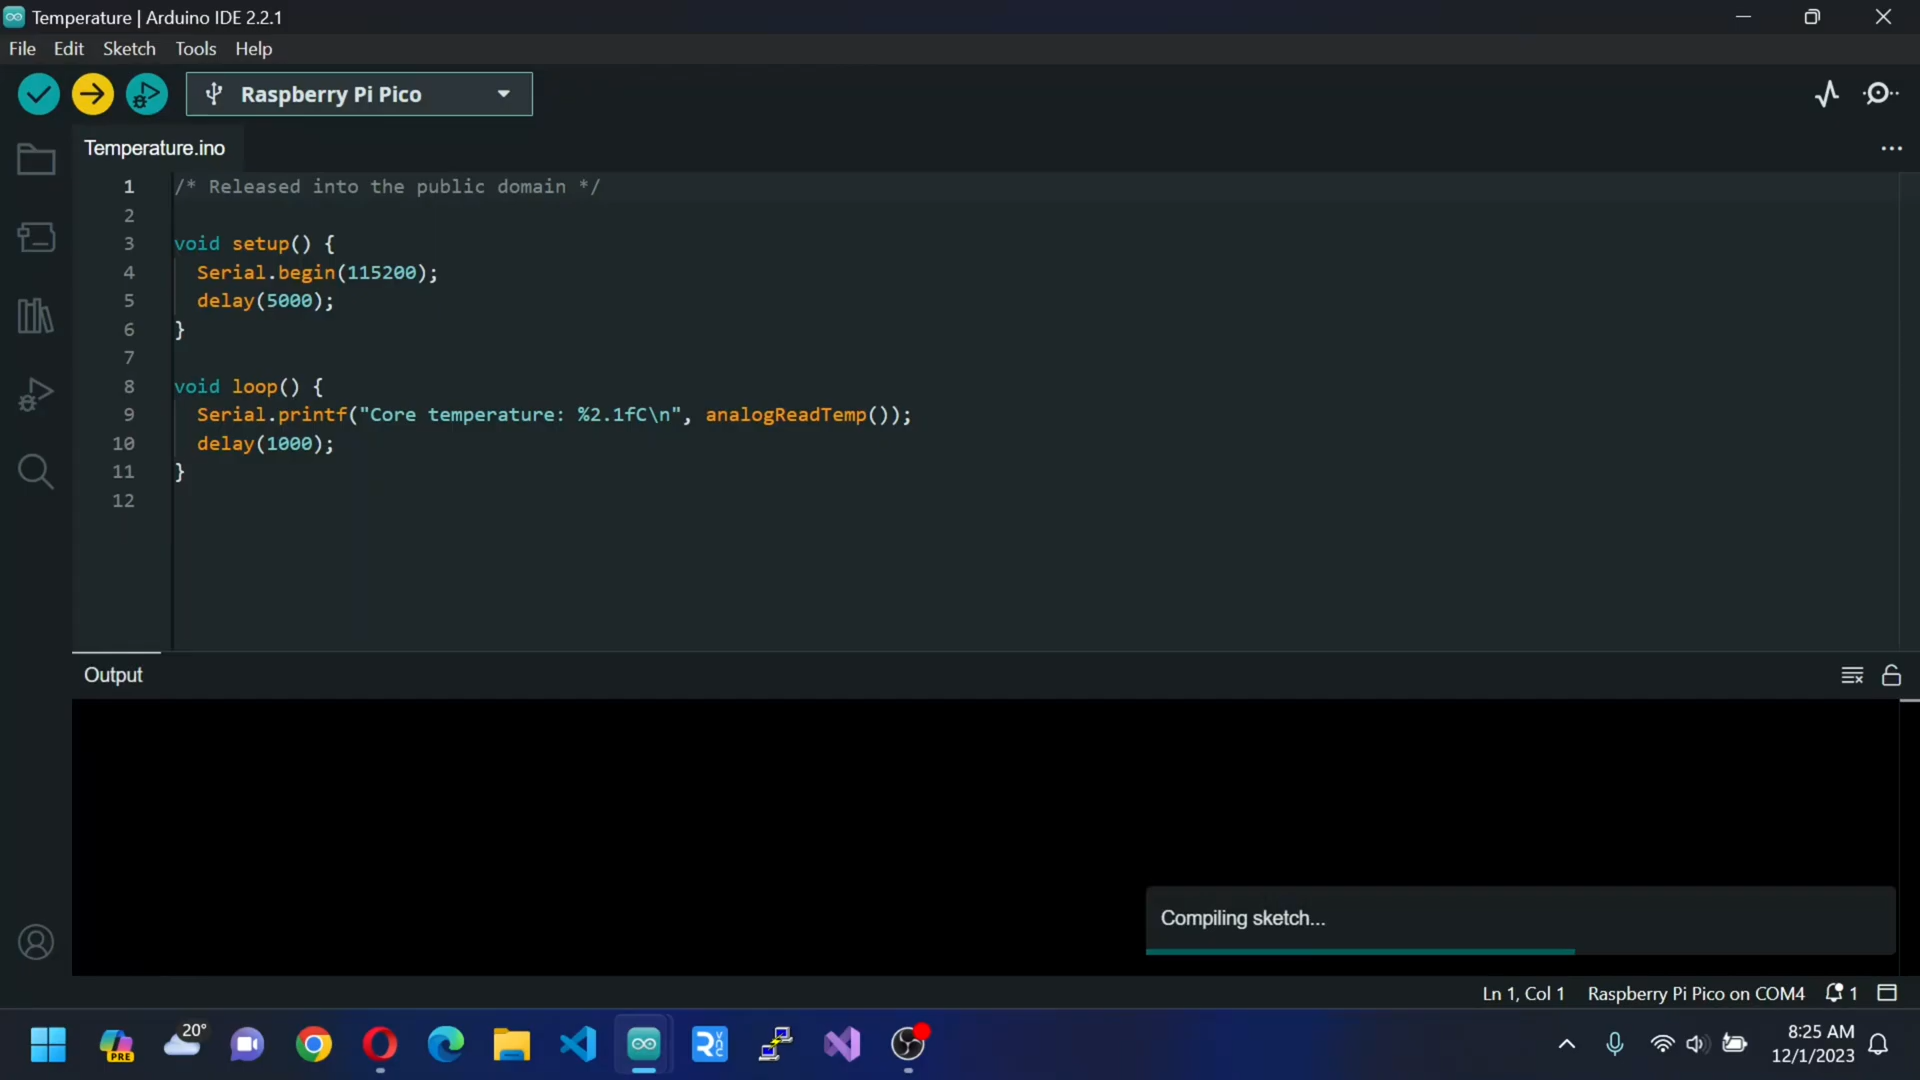 Temperature | Arduino IDE 2.2.1
File Edit Sketch Tools Help
Raspberry Pi Pico
Temperature.ino
1 /* Released into the public domain */
2
3 void setup() {
4 Serial.begin(115200);
5 delay(5000);
6 }
7
8 void loop() {
9 Serial.printf("Core temperature: %2.1fC\n", analogReadTemp());
10 delay(1000);
11 }
12
Output
Compiling sketch...
Ln 1, Col 1 Raspberry Pi Pico on COM4 1
PRE 20° 8:25 AM
12/1/2023